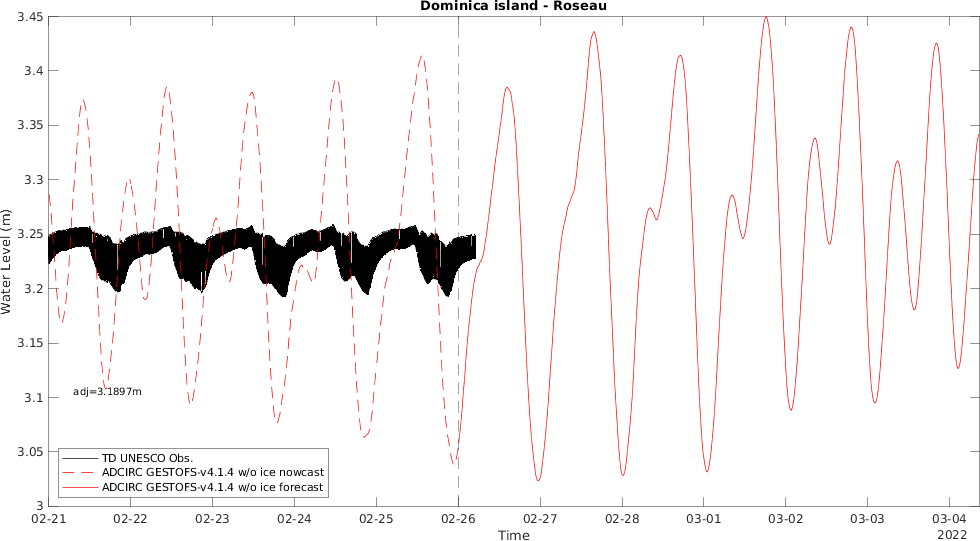 Dominica island - Roseau
3.45
3.4
3.35
3.3
3.25
3.2
3.15
3.1
3.05
3
Water Level (m)
adj=3.1897m
TD UNESCO Obs.
ADCIRC GESTOFS-v4.1.4 w/o ice nowcast
ADCIRC GESTOFS-v4.1.4 w/o ice forecast
02-21 02-22 02-23 02-24 02-25 02-26 02-27 02-28 03-01 03-02 03-03 03-04
Time
2022